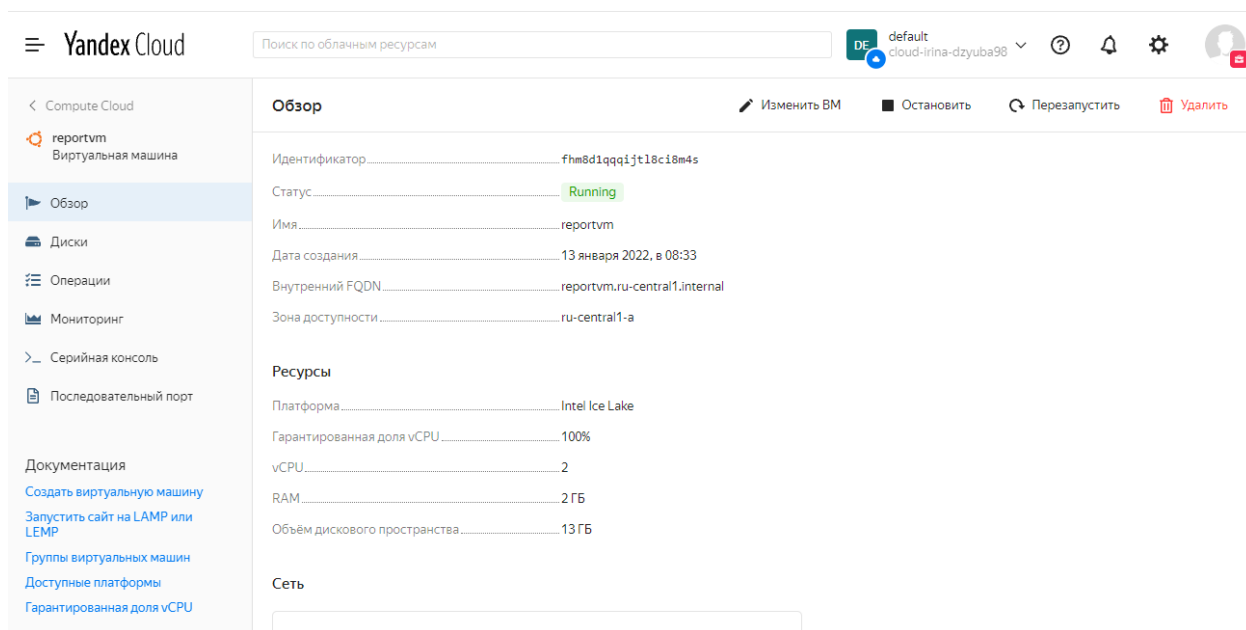 Yandex Cloud
Поиск по облачным ресурсам
DE
default
cloud-irina-dzyuba98
Compute Cloud
reportvm
Виртуальная машина
Обзор
Диски
Операции
Мониторинг
Серийная консоль
Последовательный порт
Документация
Создать виртуальную машину
Запустить сайт на LAMP или
LEMP
Группы виртуальных машин
Доступные платформы
Гарантированная доля vCPU
Обзор
Изменить ВМ
Остановить
Перезапустить
Удалить
Идентификатор fhm8d1qqqijtl8ci8m4s
Статус Running
Имя reportvm
Дата создания 13 января 2022, в 08:33
Внутренний FQDN reportvm.ru-central1.internal
Зона доступности ru-central1-a
Ресурсы
Платформа Intel Ice Lake
Гарантированная доля vCPU 100%
vCPU 2
RAM 2 ГБ
Объём дискового пространства 13 ГБ
Сеть